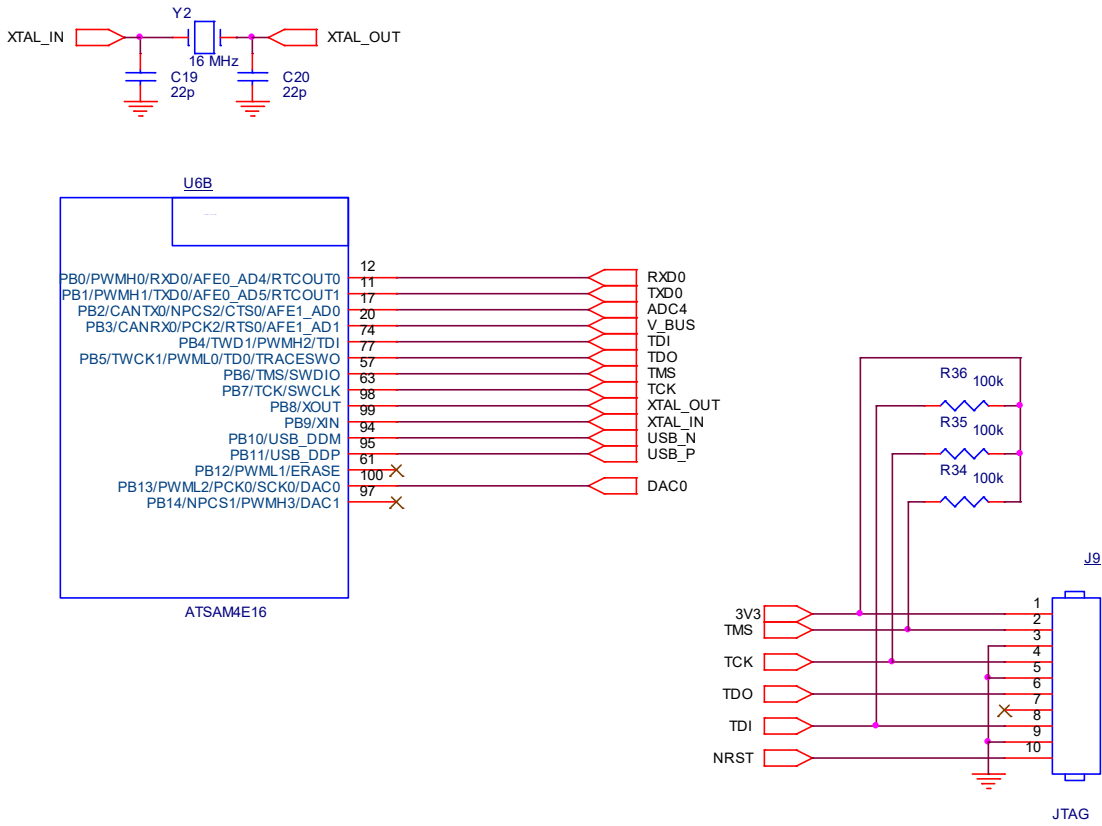 Y2
XTAL_IN
XTAL_OUT
16 MHz
C19
22p
C20
22p
U6B
PB0/PWMH0/RXD0/AFE0_AD4/RTCOUT0 12 RXD0
PB1/PWMH1/TXD0/AFE0_AD5/RTCOUT1 11 TXD0
PB2/CANTX0/NPCS2/CTS0/AFE1_AD0 17 ADC4
PB3/CANRX0/PCK2/RTS0/AFE1_AD1 20 V_BUS
PB4/TWD1/PWMH2/TDI 74 TDI
PB5/TWCK1/PWML0/TD0/TRACESWO 77 TDO
PB6/TMS/SWDIO 57 TMS
PB7/TCK/SWCLK 63 TCK
PB8/XOUT 98 XTAL_OUT
PB9/XIN 99 XTAL_IN
PB10/USB_DDM 94 USB_N
PB11/USB_DDP 95 USB_P
PB12/PWML1/ERASE 61
PB13/PWML2/PCK0/SCK0/DAC0 100 DAC0
PB14/NPCS1/PWMH3/DAC1 97
ATSAM4E16
R36 100k
R35 100k
R34 100k
J9
3V3 1
TMS 2
3
TCK 4
5
TDO 6
7
TDI 8
9
NRST 10
JTAG